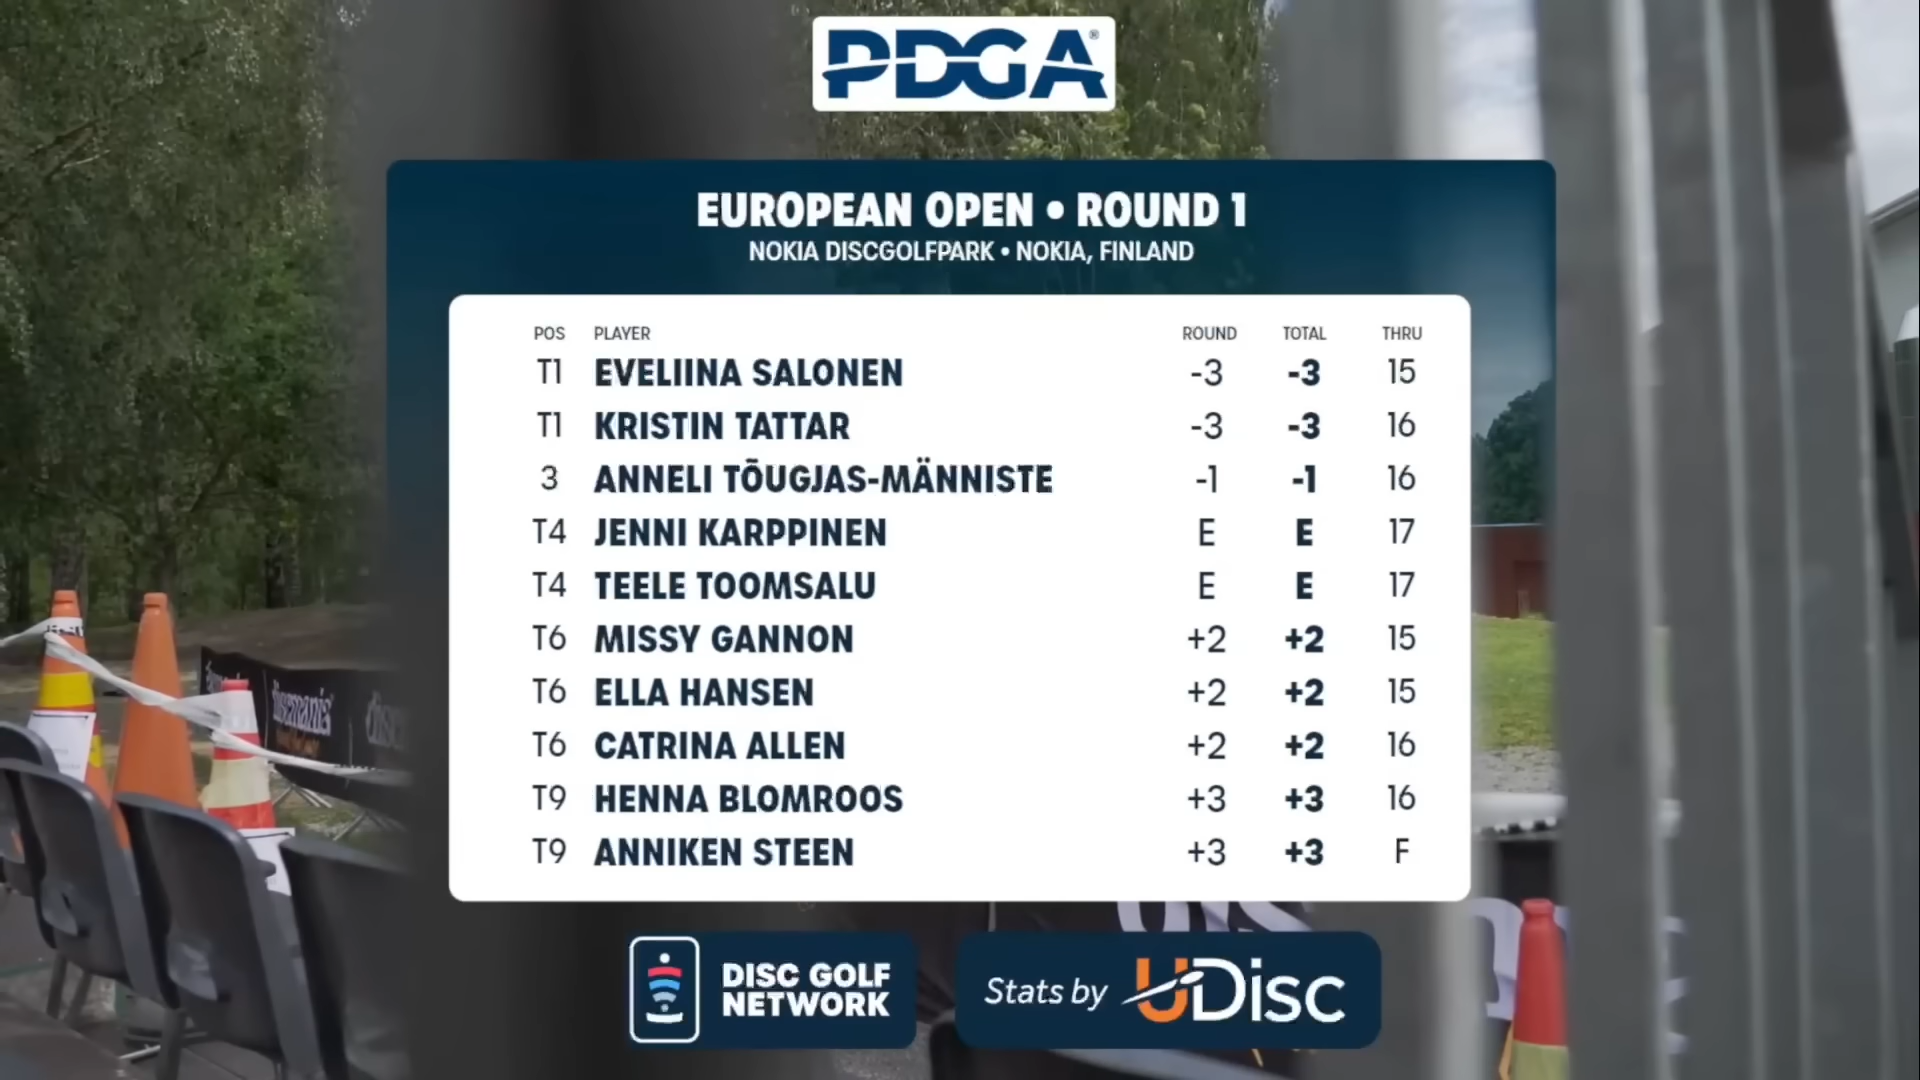 PDGA®
EUROPEAN OPEN • ROUND 1
NOKIA DISCGOLFPARK • NOKIA, FINLAND
POS PLAYER ROUND TOTAL THRU
T1 EVELIINA SALONEN -3 -3 15
T1 KRISTIN TATTAR -3 -3 16
3 ANNELI TÕUGJAS-MÄNNISTE -1 -1 16
T4 JENNI KARPPINEN E E 17
T4 TEELE TOOMSALU E E 17
T6 MISSY GANNON +2 +2 15
T6 ELLA HANSEN +2 +2 15
T6 CATRINA ALLEN +2 +2 16
T9 HENNA BLOMROOS +3 +3 16
T9 ANNIKEN STEEN +3 +3 F
discmania
DISC GOLF
NETWORK
Stats by UDisc